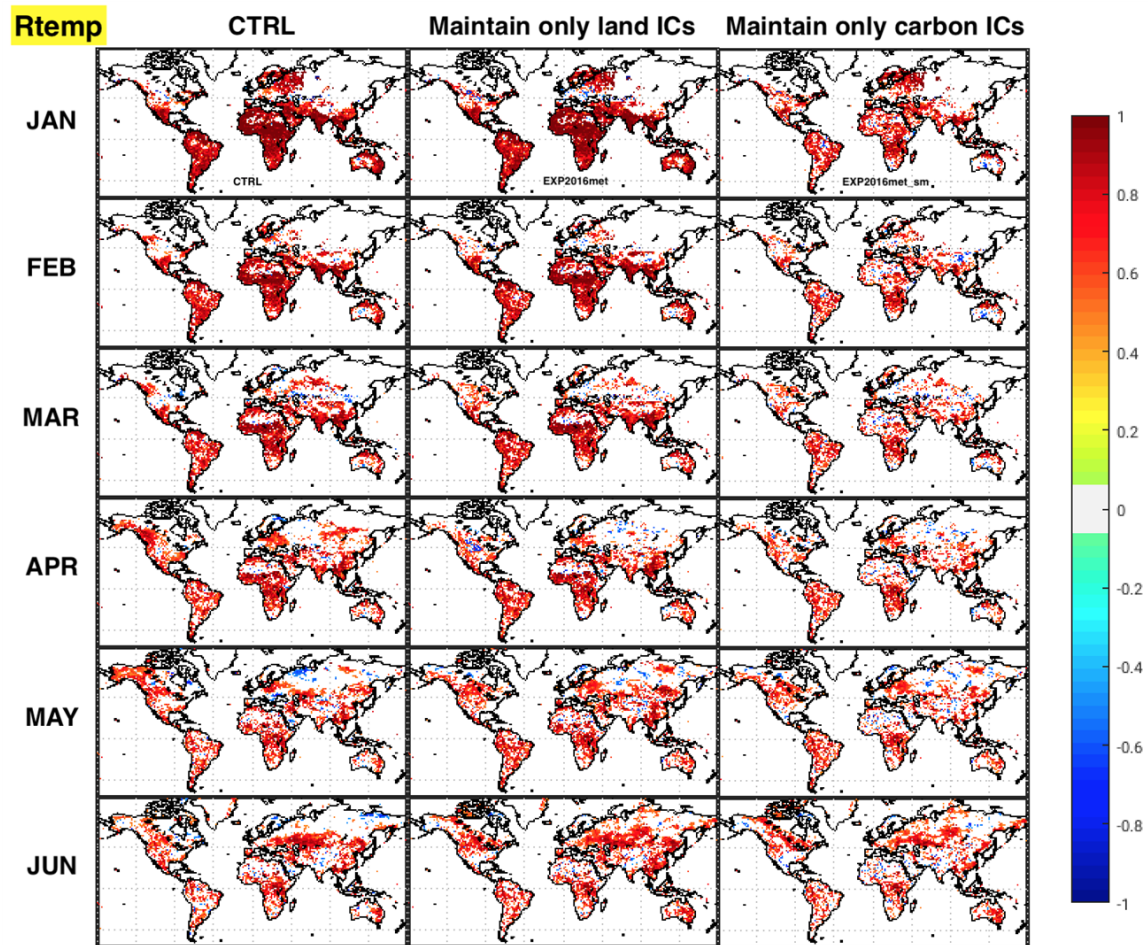 Rtemp CTRL Maintain only land ICs Maintain only carbon ICs
JAN
CTRL EXP2016met EXP2016met_sm
FEB
MAR
APR
MAY
JUN
1
0.8
0.6
0.4
0.2
0
-0.2
-0.4
-0.6
-0.8
-1